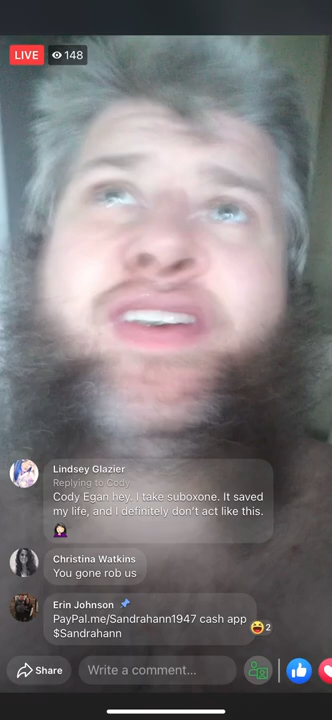 LIVE 148
Lindsey Glazier
Replying to Cody
Cody Egan hey. I take suboxone. It saved
my life, and I definitely don't act like this.
Christina Watkins
You gone rob us
Erin Johnson
PayPal.me/Sandrahann1947 cash app
$Sandrahann
2
Share
Write a comment...